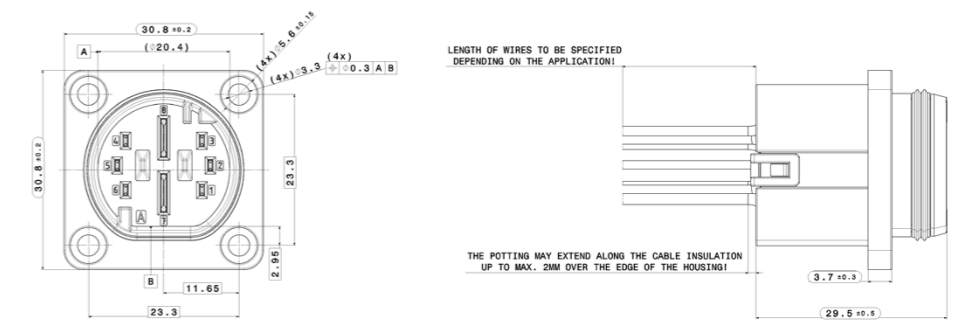 30.8 ±0.2
(∅20.4)
A
(4x)∅5.6 ±0.15
(4x)
(4x)∅3.3
⌖ ∅0.3 A B
30.8 ±0.2
8
4
3
5
2
6
1
A
7
23.3
2.95
B
11.65
23.3
LENGTH OF WIRES TO BE SPECIFIED
DEPENDING ON THE APPLICATION!
THE POTTING MAY EXTEND ALONG THE CABLE INSULATION
UP TO MAX. 2MM OVER THE EDGE OF THE HOUSING!
3.7 ±0.3
29.5 ±0.5